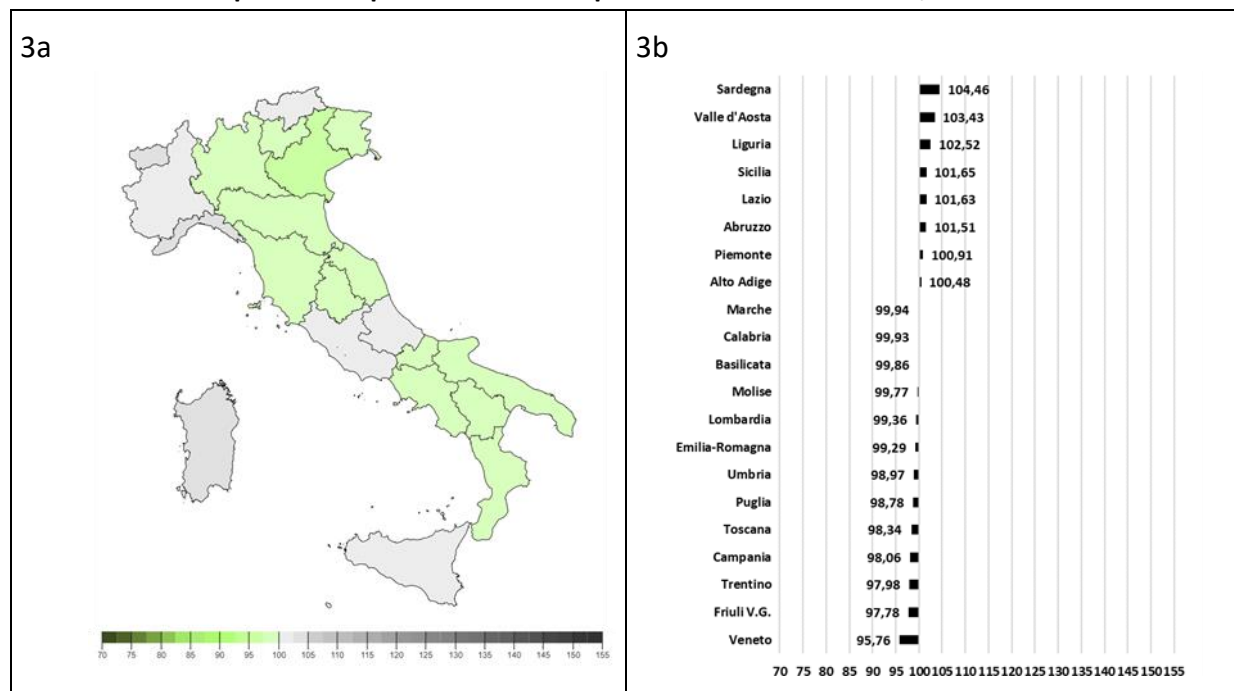 3a
70 75 80 85 90 95 100 105 110 115 120 125 130 135 140 145 150 155
3b
Sardegna 104,46
Valle d'Aosta 103,43
Liguria 102,52
Sicilia 101,65
Lazio 101,63
Abruzzo 101,51
Piemonte 100,91
Alto Adige 100,48
Marche 99,94
Calabria 99,93
Basilicata 99,86
Molise 99,77
Lombardia 99,36
Emilia-Romagna 99,29
Umbria 98,97
Puglia 98,78
Toscana 98,34
Campania 98,06
Trentino 97,98
Friuli V.G. 97,78
Veneto 95,76
70 75 80 85 90 95 100 105 110 115 120 125 130 135 140 145 150 155